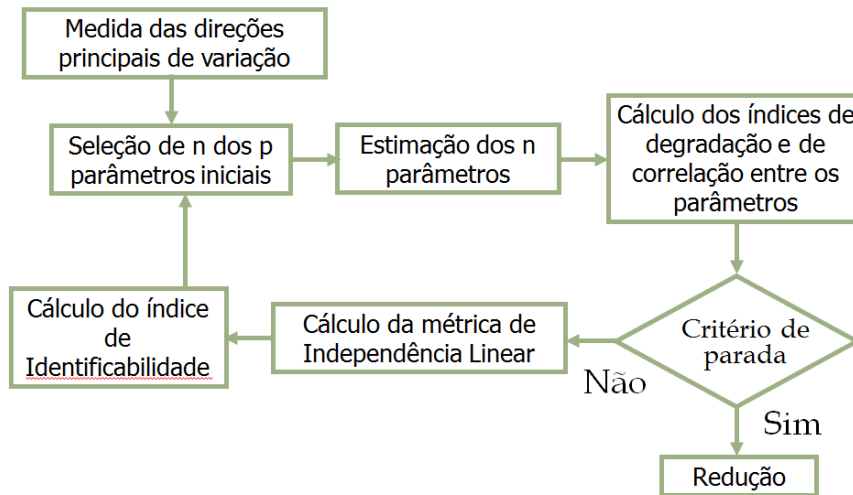 Medida das direções
principais de variação
Seleção de n dos p
parâmetros iniciais
Estimação dos n
parâmetros
Cálculo dos índices de
degradação e de
correlação entre os
parâmetros
Critério de
parada
Não
Sim
Cálculo da métrica de
Independência Linear
Cálculo do índice
de
Identificabilidade
Redução